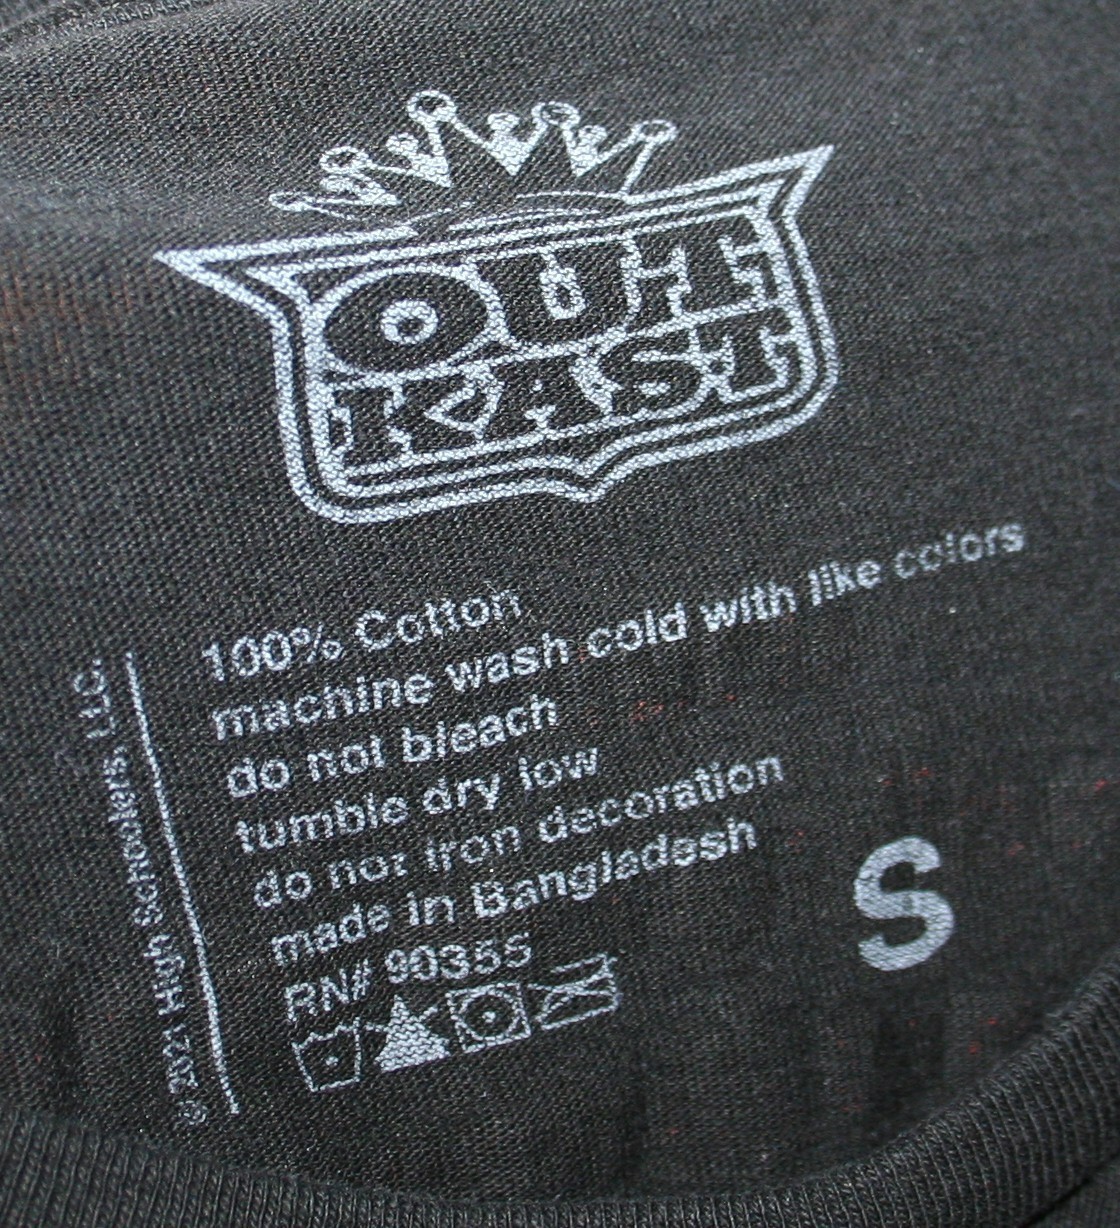 OUT
KAST
100% Cotton
machine wash cold with like colors
do not bleach
tumble dry low
do not iron decoration
made in Bangladesh
RN# 90355
S
© 2021 High Schoolers, LLC.